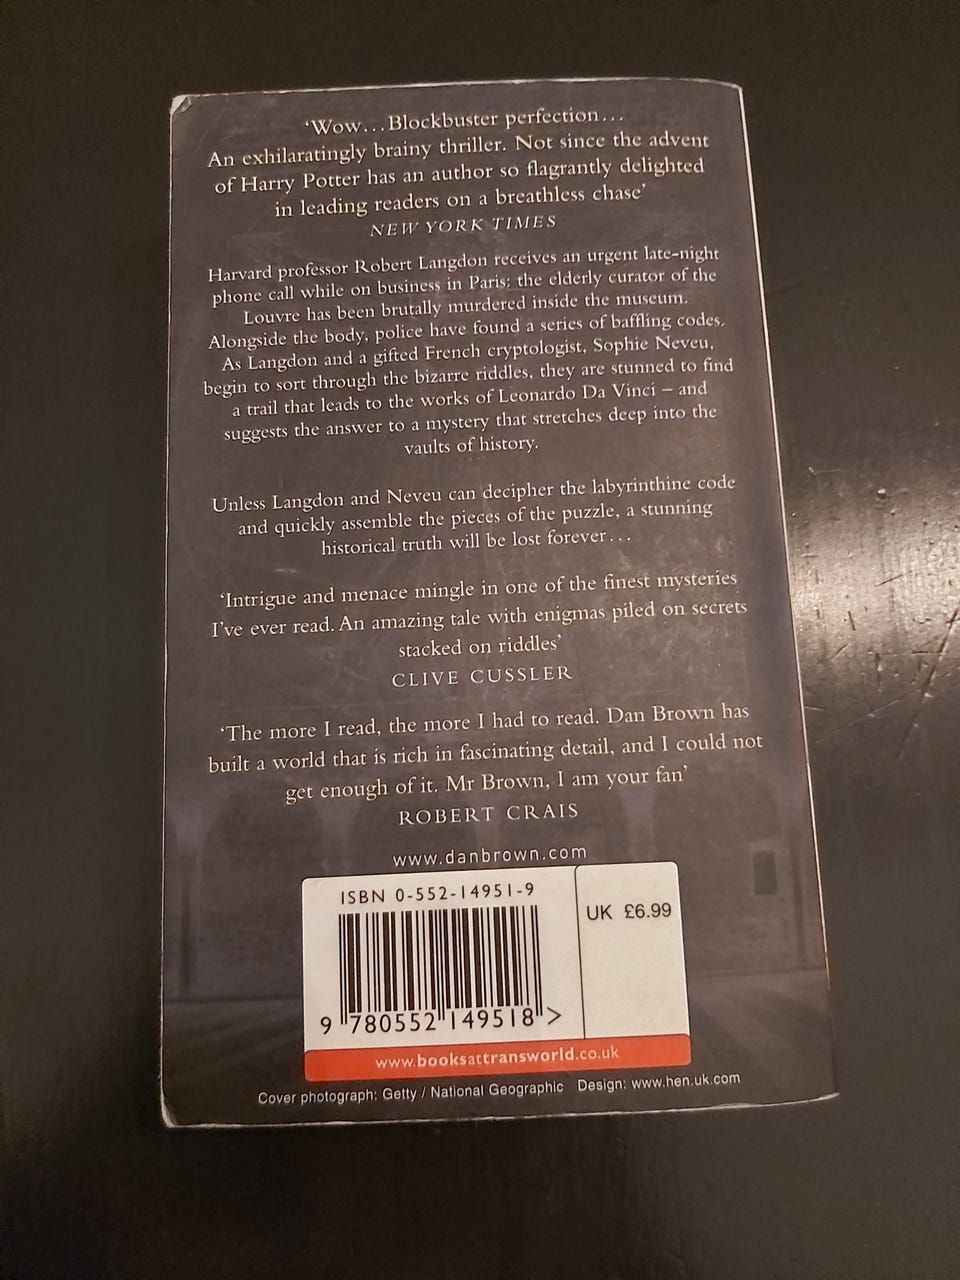 ‘Wow...Blockbuster perfection...
An exhilaratingly brainy thriller. Not since the advent
of Harry Potter has an author so flagrantly delighted
in leading readers on a breathless chase’
NEW YORK TIMES
Harvard professor Robert Langdon receives an urgent late-night
phone call while on business in Paris: the elderly curator of the
Louvre has been brutally murdered inside the museum.
Alongside the body, police have found a series of baffling codes.
As Langdon and a gifted French cryptologist, Sophie Neveu,
begin to sort through the bizarre riddles, they are stunned to find
a trail that leads to the works of Leonardo Da Vinci – and
suggests the answer to a mystery that stretches deep into the
vaults of history.
Unless Langdon and Neveu can decipher the labyrinthine code
and quickly assemble the pieces of the puzzle, a stunning
historical truth will be lost forever...
‘Intrigue and menace mingle in one of the finest mysteries
I’ve ever read. An amazing tale with enigmas piled on secrets
stacked on riddles’
CLIVE CUSSLER
‘The more I read, the more I had to read. Dan Brown has
built a world that is rich in fascinating detail, and I could not
get enough of it. Mr Brown, I am your fan’
ROBERT CRAIS
www.danbrown.com
ISBN 0-552-14951-9
UK £6.99
9 780552 149518 >
www.booksattransworld.co.uk
Cover photograph: Getty / National Geographic Design: www.hen.uk.com